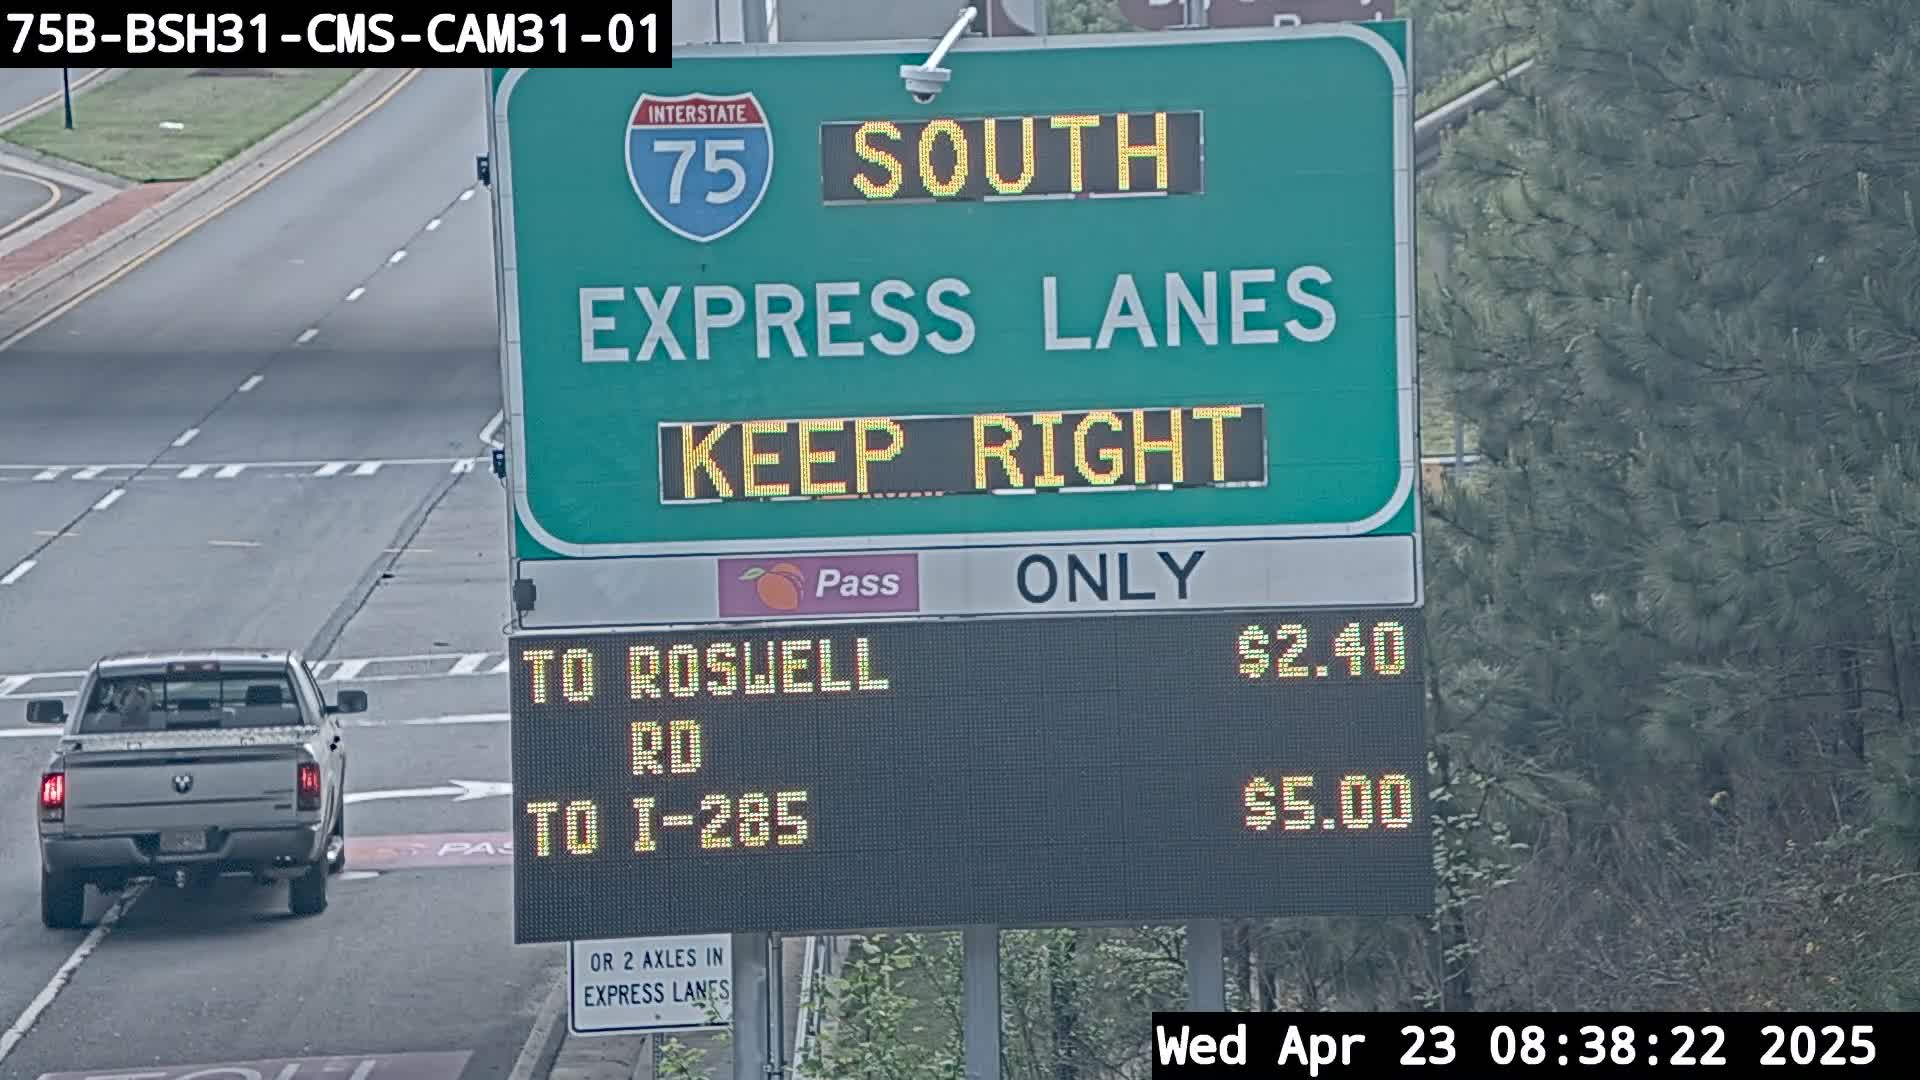 75B-BSH31-CMS-CAM31-01
INTERSTATE
75
SOUTH
EXPRESS LANES
KEEP RIGHT
Pass ONLY
TO ROSWELL $2.40
RD
TO I-285 $5.00
OR 2 AXLES IN
EXPRESS LANES
Wed Apr 23 08:38:22 2025